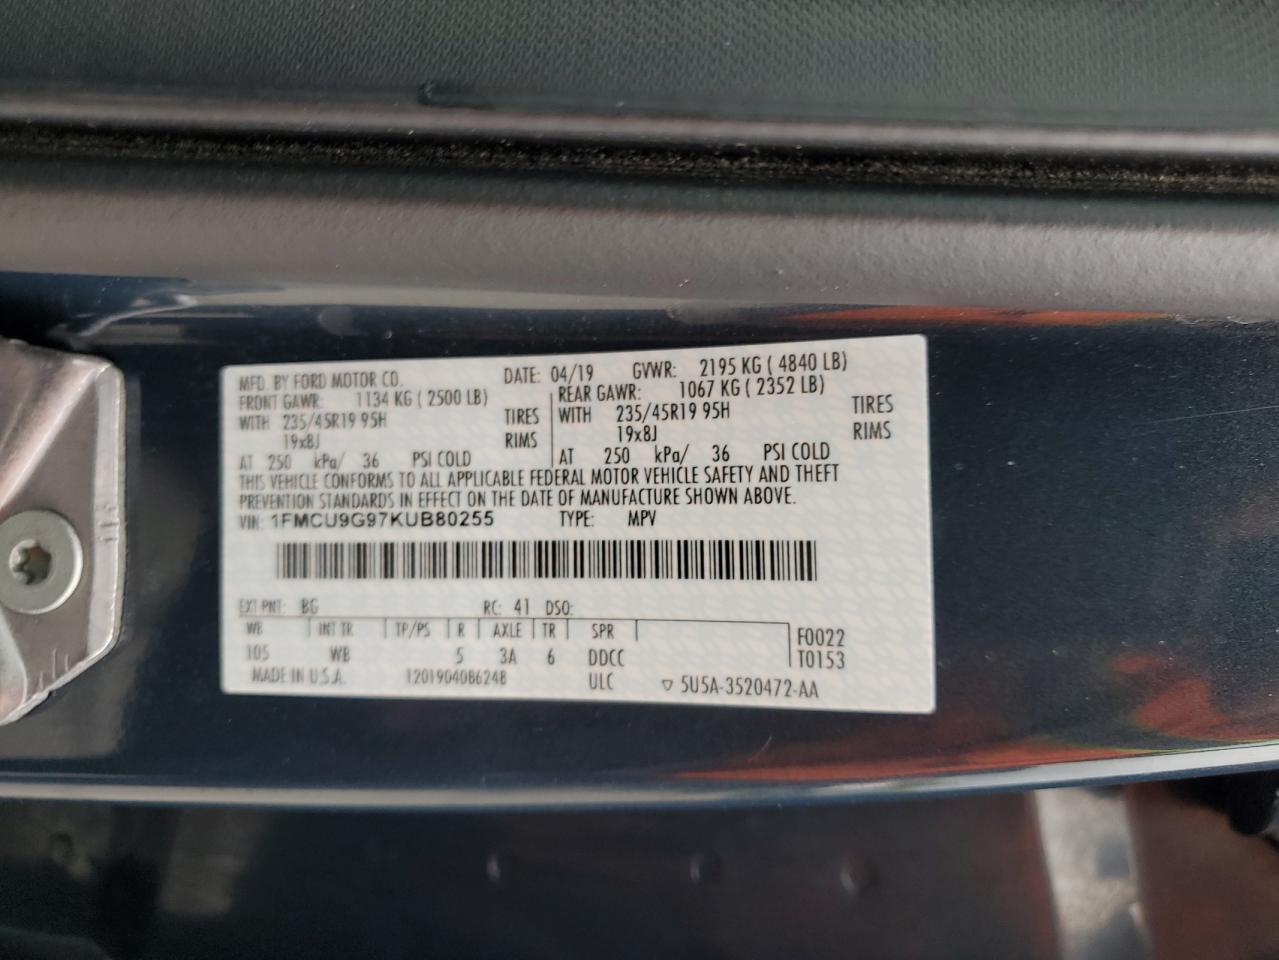 MFD. BY FORD MOTOR CO. DATE: 04/19 GVWR: 2195 KG ( 4840 LB)
FRONT GAWR: 1134 KG ( 2500 LB) REAR GAWR: 1067 KG ( 2352 LB)
WITH 235/45R19 95H TIRES WITH 235/45R19 95H TIRES
19x8J RIMS 19x8J RIMS
AT 250 kPa/ 36 PSI COLD AT 250 kPa/ 36 PSI COLD
THIS VEHICLE CONFORMS TO ALL APPLICABLE FEDERAL MOTOR VEHICLE SAFETY AND THEFT
PREVENTION STANDARDS IN EFFECT ON THE DATE OF MANUFACTURE SHOWN ABOVE.
VIN: 1FMCU9G97KUB80255 TYPE: MPV
EXT PNT: BG RC: 41 DSO:
WB INT TR TP/PS R AXLE TR SPR F0022
105 WB 5 3A 6 DDCC T0153
MADE IN U.S.A. 1201904086248 ULC ▽ 5U5A-3520472-AA